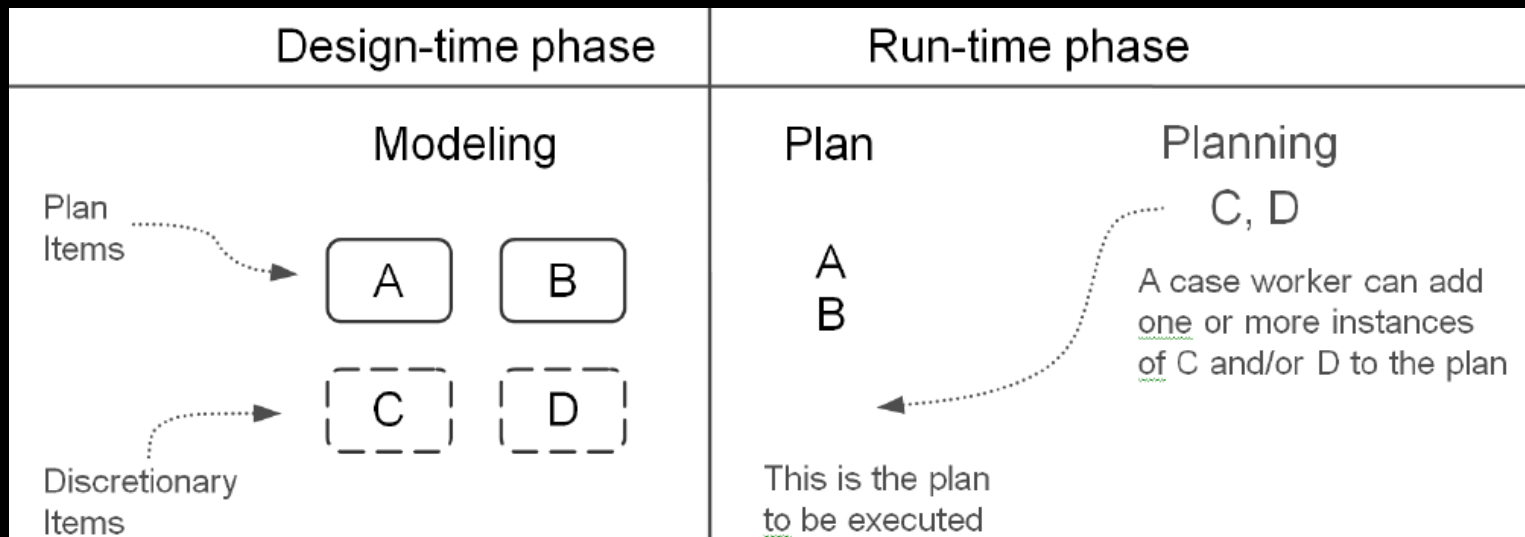 Design-time phase
Run-time phase
Modeling
Plan
Items
A
B
C
D
Discretionary
Items
Plan
A
B
This is the plan
to be executed
Planning
C, D
A case worker can add
one or more instances
of C and/or D to the plan